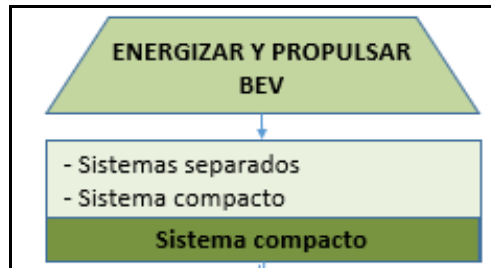 ENERGIZAR Y PROPULSAR
BEV
- Sistemas separados
- Sistema compacto
Sistema compacto